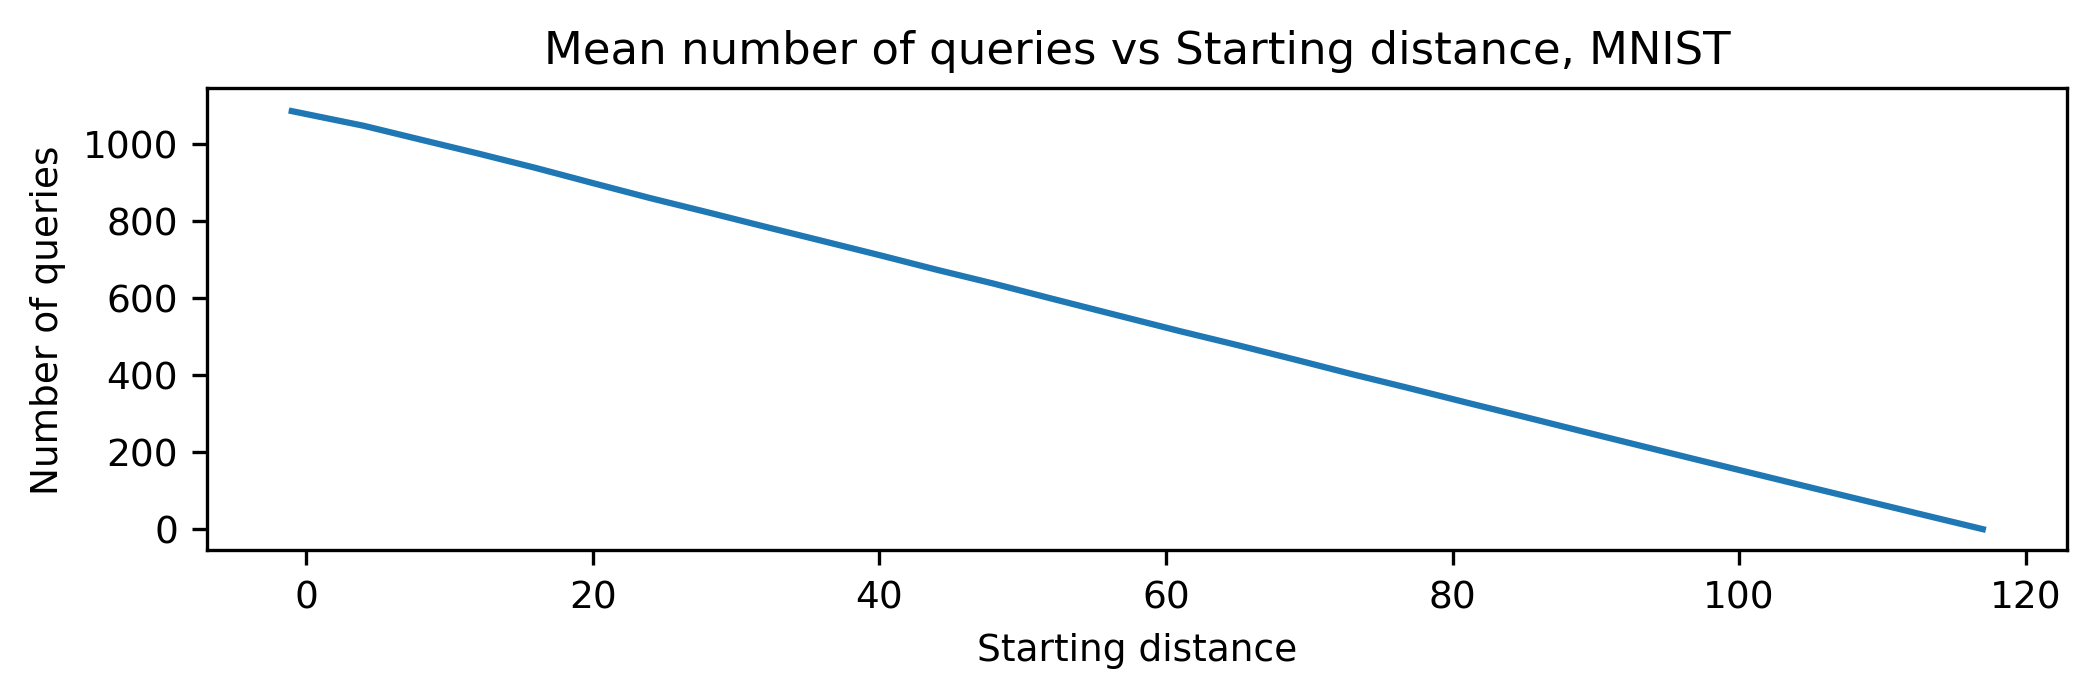 Mean number of queries vs Starting distance, MNIST
Number of queries
1000
800
600
400
200
0
0 20 40 60 80 100 120
Starting distance